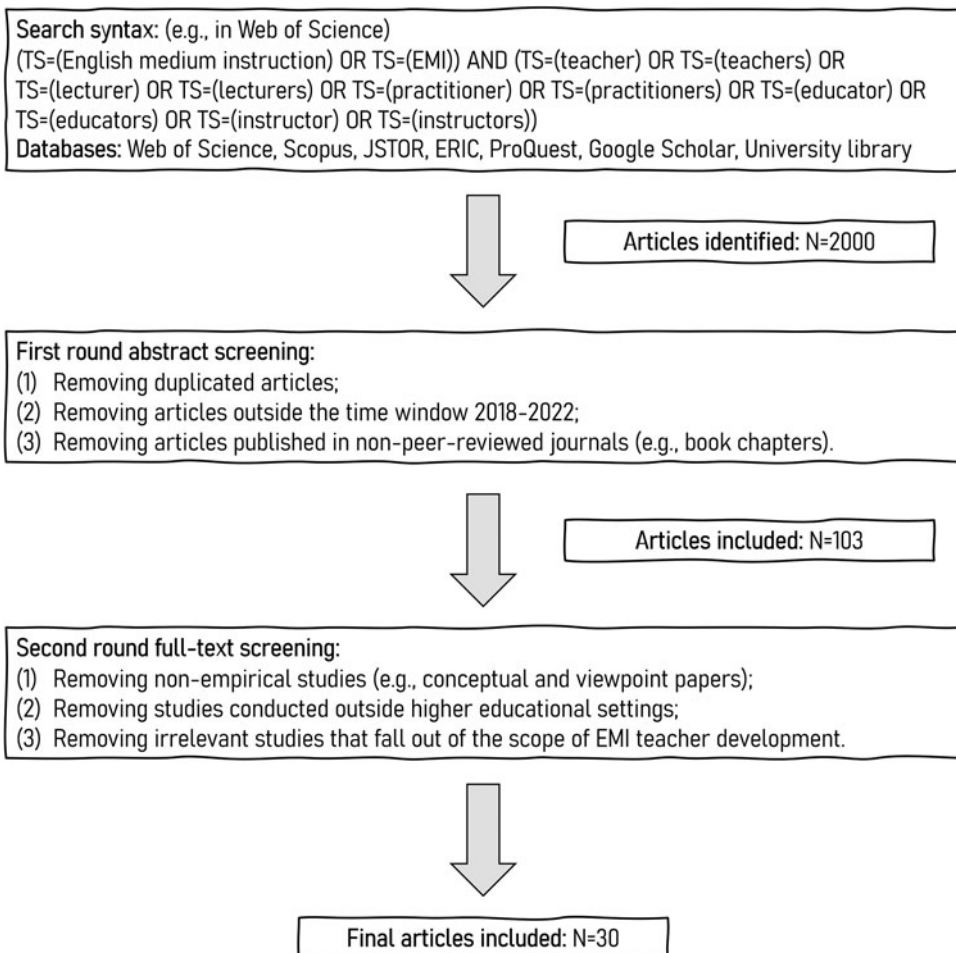 Search syntax: (e.g., in Web of Science)
(TS=(English medium instruction) OR TS=(EMI)) AND (TS=(teacher) OR TS=(teachers) OR
TS=(lecturer) OR TS=(lecturers) OR TS=(practitioner) OR TS=(practitioners) OR TS=(educator) OR
TS=(educators) OR TS=(instructor) OR TS=(instructors))
Databases: Web of Science, Scopus, JSTOR, ERIC, ProQuest, Google Scholar, University library
Articles identified: N=2000
First round abstract screening:
(1) Removing duplicated articles;
(2) Removing articles outside the time window 2018-2022;
(3) Removing articles published in non-peer-reviewed journals (e.g., book chapters).
Articles included: N=103
Second round full-text screening:
(1) Removing non-empirical studies (e.g., conceptual and viewpoint papers);
(2) Removing studies conducted outside higher educational settings;
(3) Removing irrelevant studies that fall out of the scope of EMI teacher development.
Final articles included: N=30